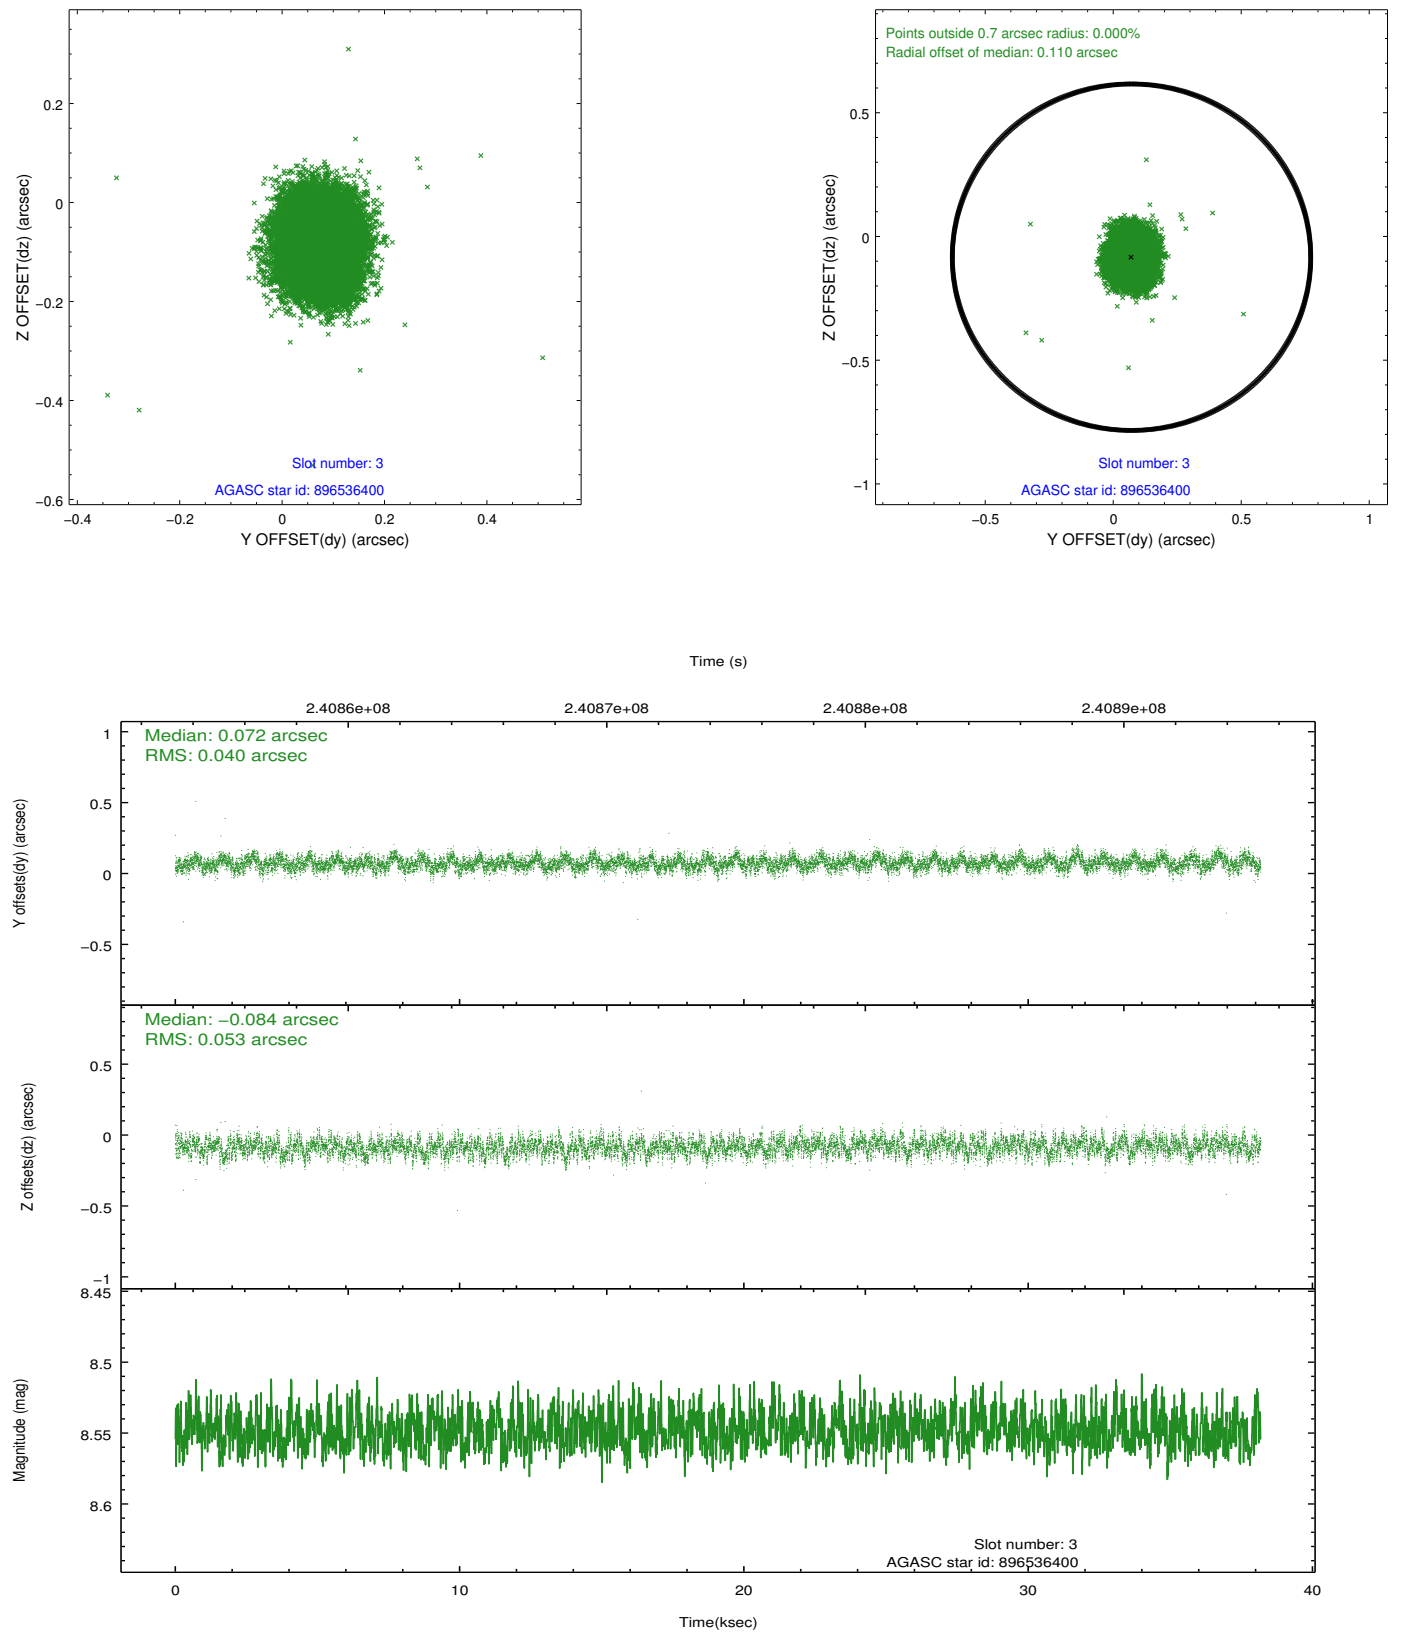 0.2
0
−0.2
−0.4
−0.6
Z OFFSET(dz) (arcsec)
Slot number: 3
AGASC star id: 896536400
−0.4
−0.2
0
0.2
0.4
Y OFFSET(dy) (arcsec)
Points outside 0.7 arcsec radius: 0.000%
Radial offset of median: 0.110 arcsec
0.5
0
−0.5
−1
Z OFFSET(dz) (arcsec)
Slot number: 3
AGASC star id: 896536400
−0.5
0
0.5
1
Y OFFSET(dy) (arcsec)
Time (s)
2.4086e+08
2.4087e+08
2.4088e+08
2.4089e+08
Median: 0.072 arcsec
RMS: 0.040 arcsec
1
0.5
0
−0.5
Y offsets(dy) (arcsec)
Median: −0.084 arcsec
RMS: 0.053 arcsec
0.5
0
−0.5
−1
Z offsets(dz) (arcsec)
8.45
8.5
8.55
8.6
Magnitude (mag)
Slot number: 3
AGASC star id: 896536400
0
10
20
30
40
Time(ksec)